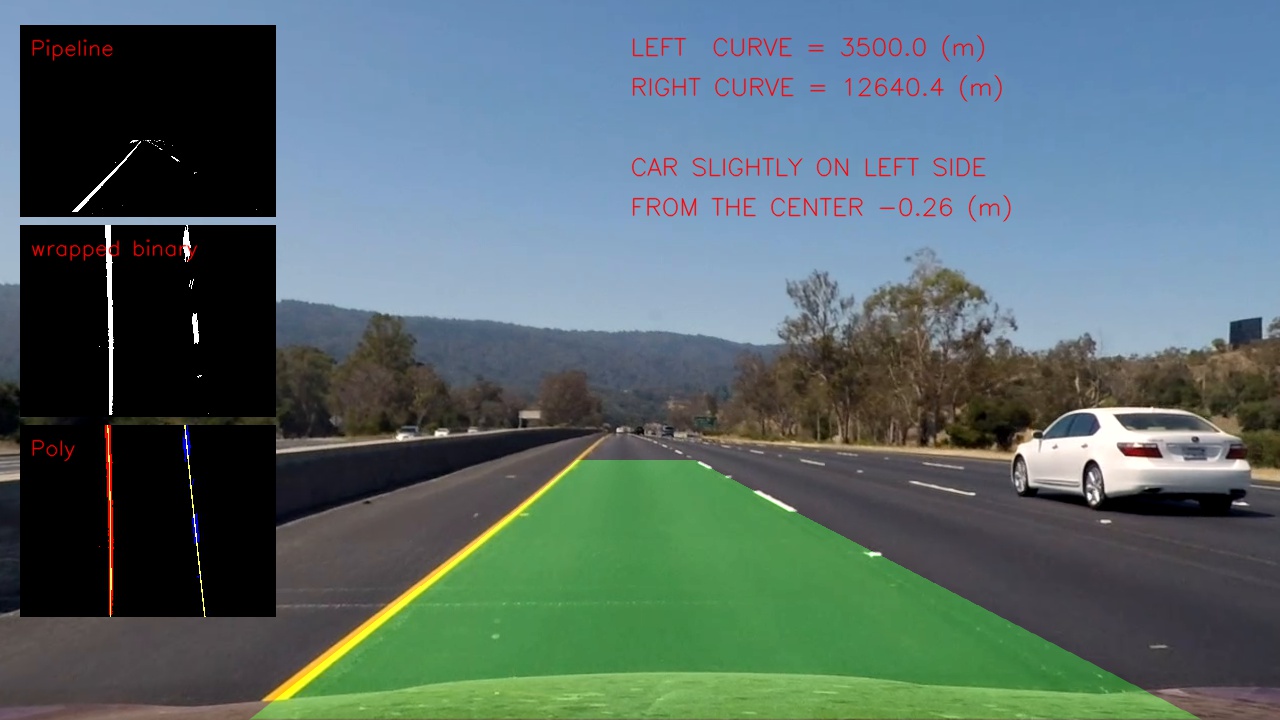 Pipeline
LEFT CURVE = 3500.0 (m)
RIGHT CURVE = 12640.4 (m)
CAR SLIGHTLY ON LEFT SIDE
FROM THE CENTER -0.26 (m)
wrapped binary
Poly